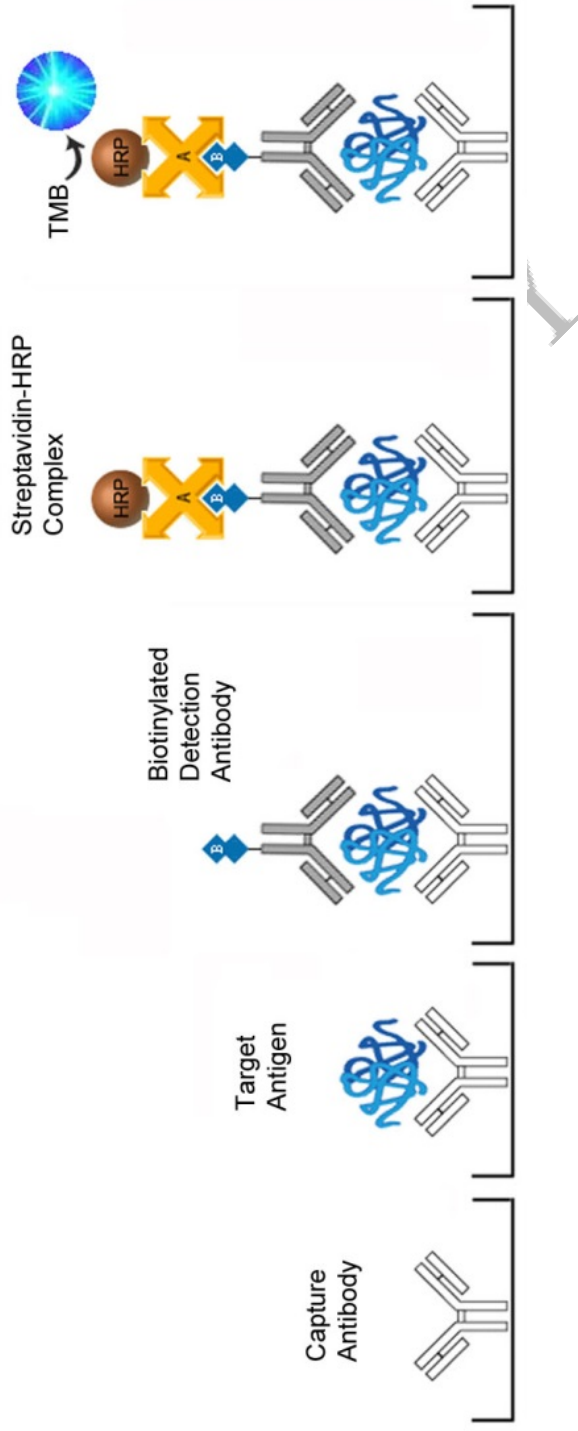 Capture
Antibody
Target
Antigen
B
Biotinylated
Detection
Antibody
Streptavidin-HRP
Complex
HRP
A
B
TMB
HRP
A
B